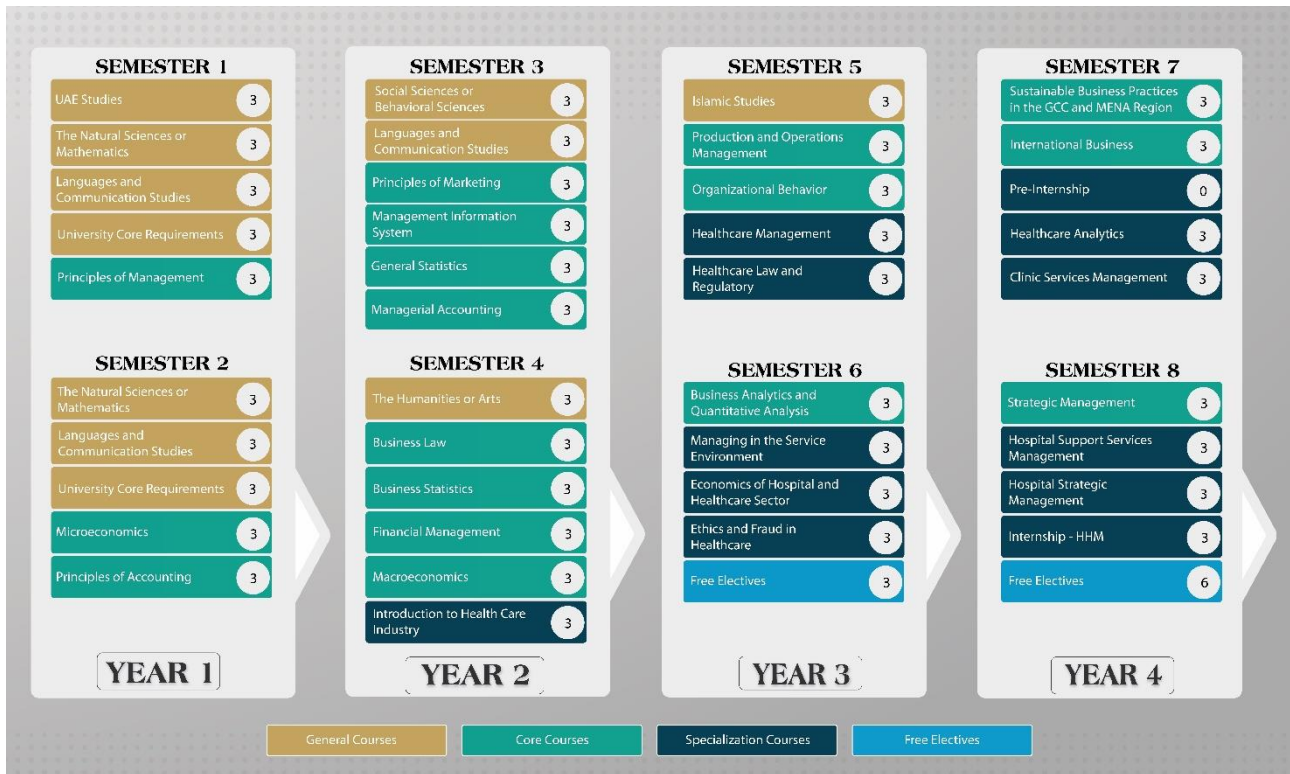 SEMESTER 1
UAE Studies
3
The Natural Sciences or
Mathematics
3
Languages and
Communication Studies
3
University Core Requirements
3
Principles of Management
3
SEMESTER 2
The Natural Sciences or
Mathematics
3
Languages and
Communication Studies
3
University Core Requirements
3
Microeconomics
3
Principles of Accounting
3
YEAR 1
SEMESTER 3
Social Sciences or
Behavioral Sciences
3
Languages and
Communication Studies
3
Principles of Marketing
3
Management Information
System
3
General Statistics
3
Managerial Accounting
3
SEMESTER 4
The Humanities or Arts
3
Business Law
3
Business Statistics
3
Financial Management
3
Macroeconomics
3
Introduction to Health Care
Industry
3
YEAR 2
SEMESTER 5
Islamic Studies
3
Production and Operations
Management
3
Organizational Behavior
3
Healthcare Management
3
Healthcare Law and
Regulatory
3
SEMESTER 6
Business Analytics and
Quantitative Analysis
3
Managing in the Service
Environment
3
Economics of Hospital and
Healthcare Sector
3
Ethics and Fraud in
Healthcare
3
Free Electives
3
YEAR 3
SEMESTER 7
Sustainable Business Practices
in the GCC and MENA Region
3
International Business
3
Pre-Internship
0
Healthcare Analytics
3
Clinic Services Management
3
SEMESTER 8
Strategic Management
3
Hospital Support Services
Management
3
Hospital Strategic
Management
3
Internship - HHM
3
Free Electives
6
YEAR 4
General Courses
Core Courses
Specialization Courses
Free Electives